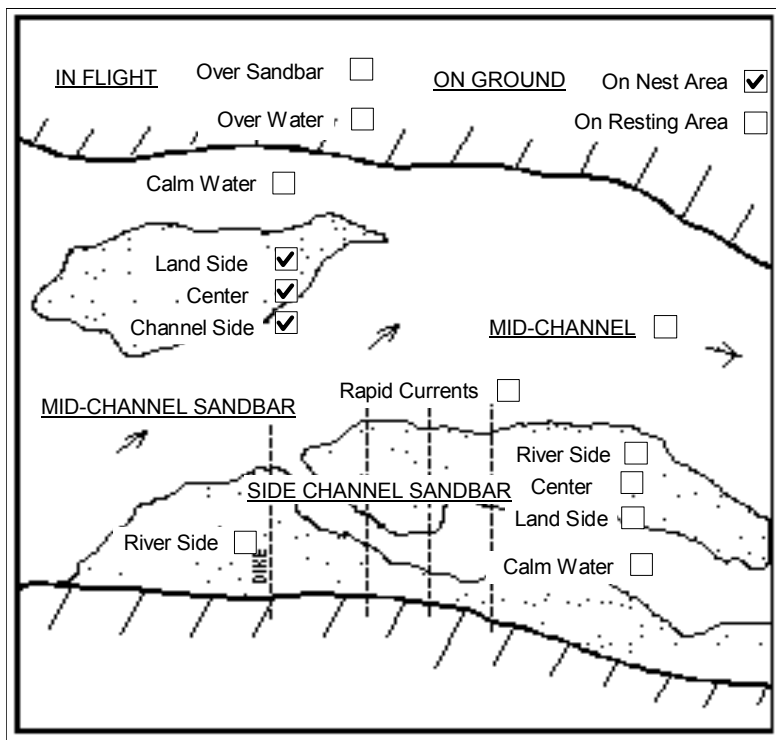 IN FLIGHT
Over Sandbar
ON GROUND
On Nest Area
Over Water
On Resting Area
Calm Water
Land Side
Center
Channel Side
MID-CHANNEL
Rapid Currents
MID-CHANNEL SANDBAR
River Side
SIDE CHANNEL SANDBAR
Center
Land Side
River Side
DIKE
Calm Water